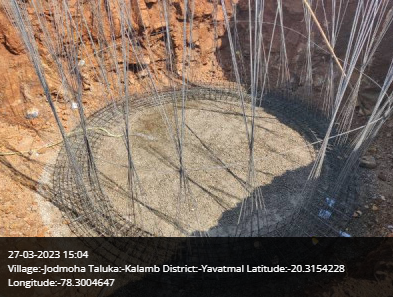 27-03-2023 15:04
Village:-Jodmoha Taluka:-Kalamb District:-Yavatmal Latitude:-20.3154228
Longitude:-78.3004647